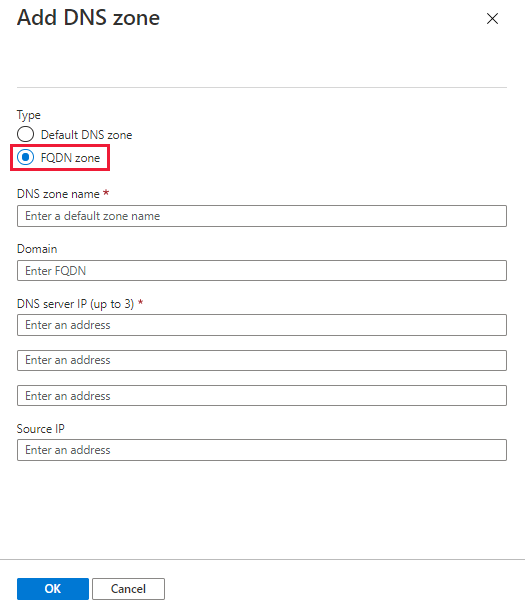 Add DNS zone
Type
Default DNS zone
FQDN zone
DNS zone name *
Enter a default zone name
Domain
Enter FQDN
DNS server IP (up to 3) *
Enter an address
Enter an address
Enter an address
Source IP
Enter an address
OK Cancel